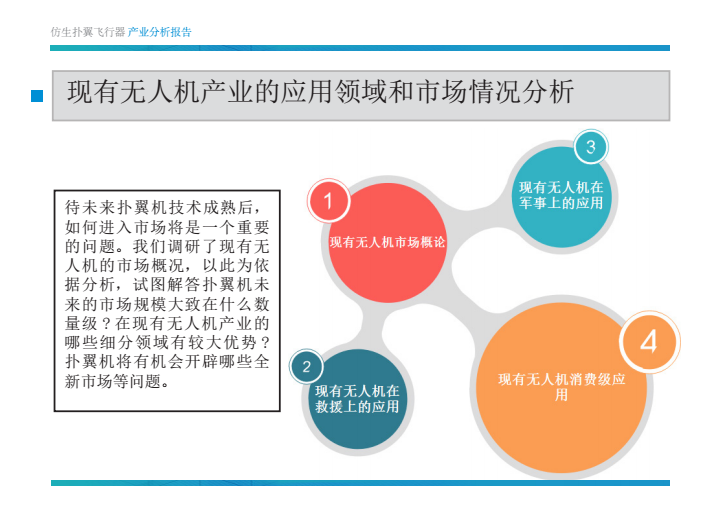 仿生扑翼飞行器 产业分析报告
现有无人机产业的应用领域和市场情况分析
待未来扑翼机技术成熟后，
如何进入市场将是一个重要
的问题。我们调研了现有无
人机的市场概况，以此为依
据分析，试图解答扑翼机未
来的市场规模大致在什么数
量级？在现有无人机产业的
哪些细分领域有较大优势？
扑翼机将有机会开辟哪些全
新市场等问题。
1
现有无人机市场概论
2
现有无人机在
救援上的应用
3
现有无人机在
军事上的应用
4
现有无人机消费级应
用